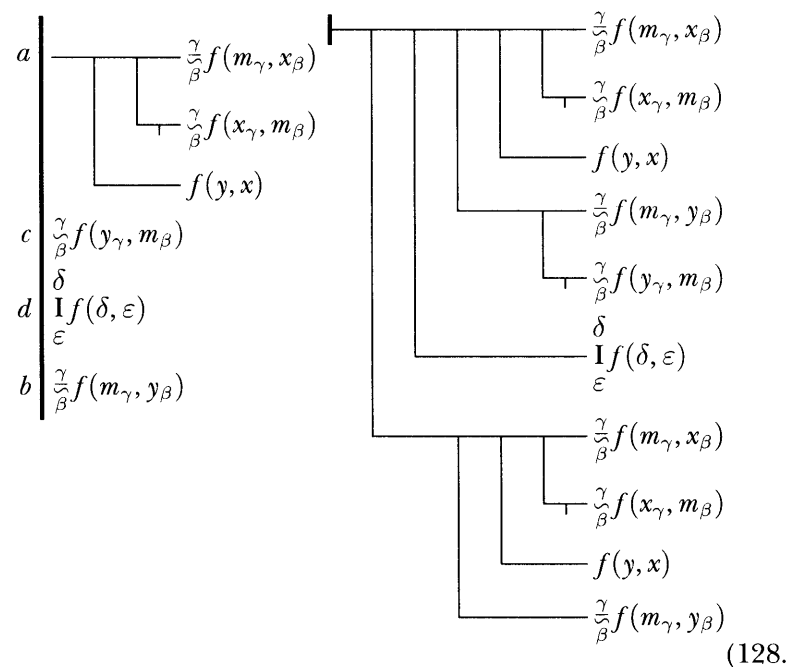 a γ/β f(m_γ, x_β)
γ/β f(x_γ, m_β)
f(y, x)
c γ/β f(y_γ, m_β)
δ
d I f(δ, ε)
ε
b γ/β f(m_γ, y_β)
γ/β f(m_γ, x_β)
γ/β f(x_γ, m_β)
f(y, x)
γ/β f(m_γ, y_β)
γ/β f(y_γ, m_β)
δ
I f(δ, ε)
ε
γ/β f(m_γ, x_β)
γ/β f(x_γ, m_β)
f(y, x)
γ/β f(m_γ, y_β)
(128.